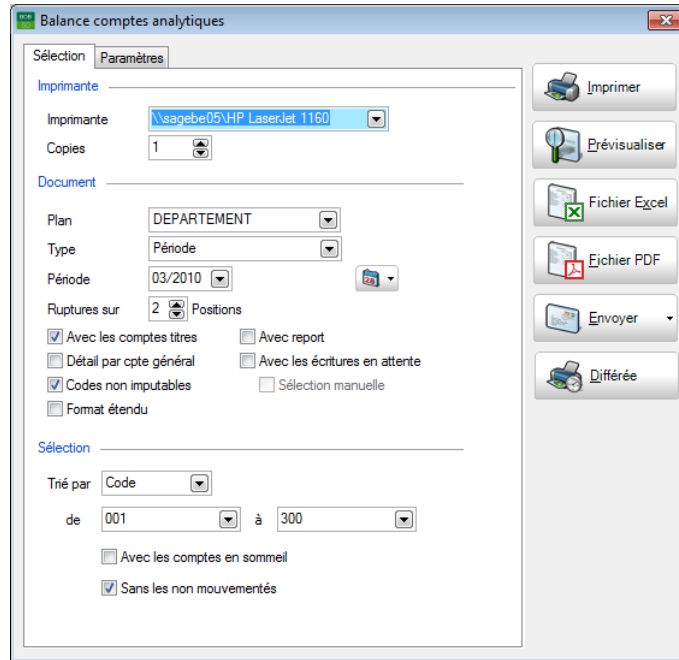 Balance comptes analytiques
Sélection Paramètres
Imprimante
Imprimante \\sagebe05\HP LaserJet 1160
Copies 1
Document
Plan DEPARTEMENT
Type Période
Période 03/2010
Ruptures sur 2 Positions
Avec les comptes titres Avec report
Détail par cpte général Avec les écritures en attente
Codes non imputables Sélection manuelle
Format étendu
Sélection
Trié par Code
de 001 à 300
Avec les comptes en sommeil
Sans les non mouvementés
Imprimer
Prévisualiser
Fichier Excel
Fichier PDF
Envoyer
Différée